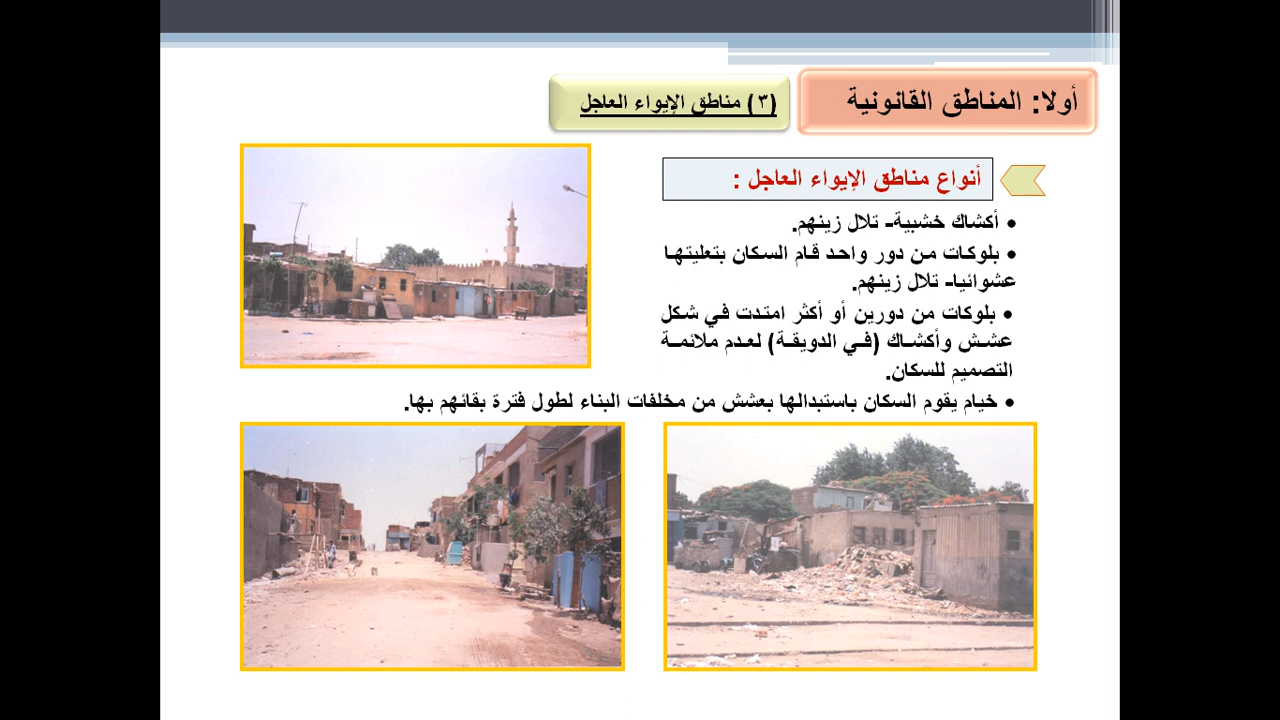 أولا: المناطق القانونية
(٣) مناطق الإيواء العاجل
أنواع مناطق الإيواء العاجل :
• أكشاك خشبية- تلال زينهم.
• بلوكات من دور واحد قام السكان بتعليتها
عشوائيا- تلال زينهم.
• بلوكات من دورين أو أكثر امتدت في شكل
عشش وأكشاك (في الدويقة) لعدم ملائمة
التصميم للسكان.
• خيام يقوم السكان باستبدالها بعشش من مخلفات البناء لطول فترة بقائهم بها.